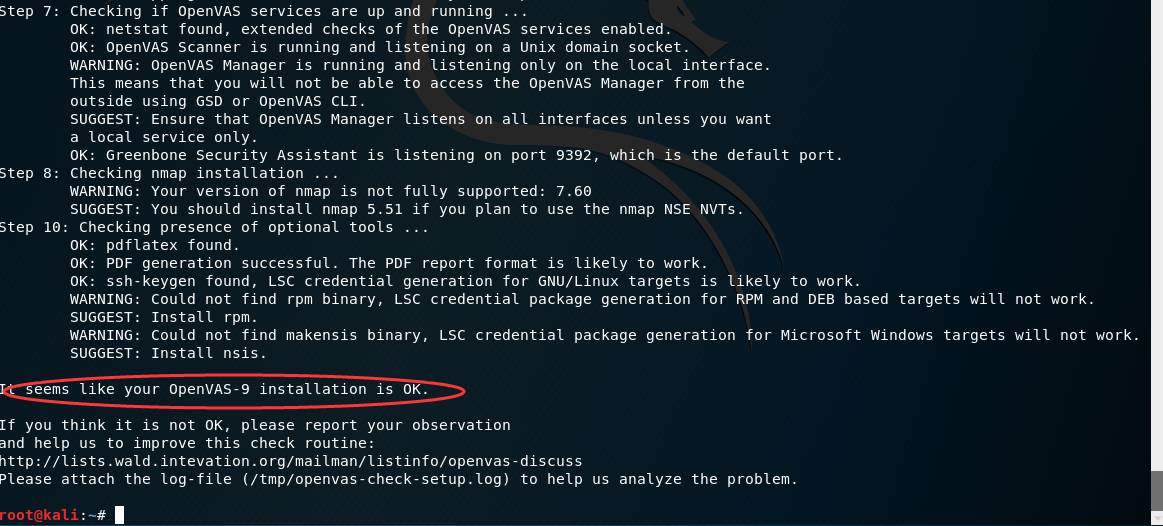 Step 7: Checking if OpenVAS services are up and running ...
OK: netstat found, extended checks of the OpenVAS services enabled.
OK: OpenVAS Scanner is running and listening on a Unix domain socket.
WARNING: OpenVAS Manager is running and listening only on the local interface.
This means that you will not be able to access the OpenVAS Manager from the
outside using GSD or OpenVAS CLI.
SUGGEST: Ensure that OpenVAS Manager listens on all interfaces unless you want
a local service only.
OK: Greenbone Security Assistant is listening on port 9392, which is the default port.
Step 8: Checking nmap installation ...
WARNING: Your version of nmap is not fully supported: 7.60
SUGGEST: You should install nmap 5.51 if you plan to use the nmap NSE NVTs.
Step 10: Checking presence of optional tools ...
OK: pdflatex found.
OK: PDF generation successful. The PDF report format is likely to work.
OK: ssh-keygen found, LSC credential generation for GNU/Linux targets is likely to work.
WARNING: Could not find rpm binary, LSC credential package generation for RPM and DEB based targets will not work.
SUGGEST: Install rpm.
WARNING: Could not find makensis binary, LSC credential package generation for Microsoft Windows targets will not work.
SUGGEST: Install nsis.
It seems like your OpenVAS-9 installation is OK.
If you think it is not OK, please report your observation
and help us to improve this check routine:
http://lists.wald.intevation.org/mailman/listinfo/openvas-discuss
Please attach the log-file (/tmp/openvas-check-setup.log) to help us analyze the problem.
root@kali:~#